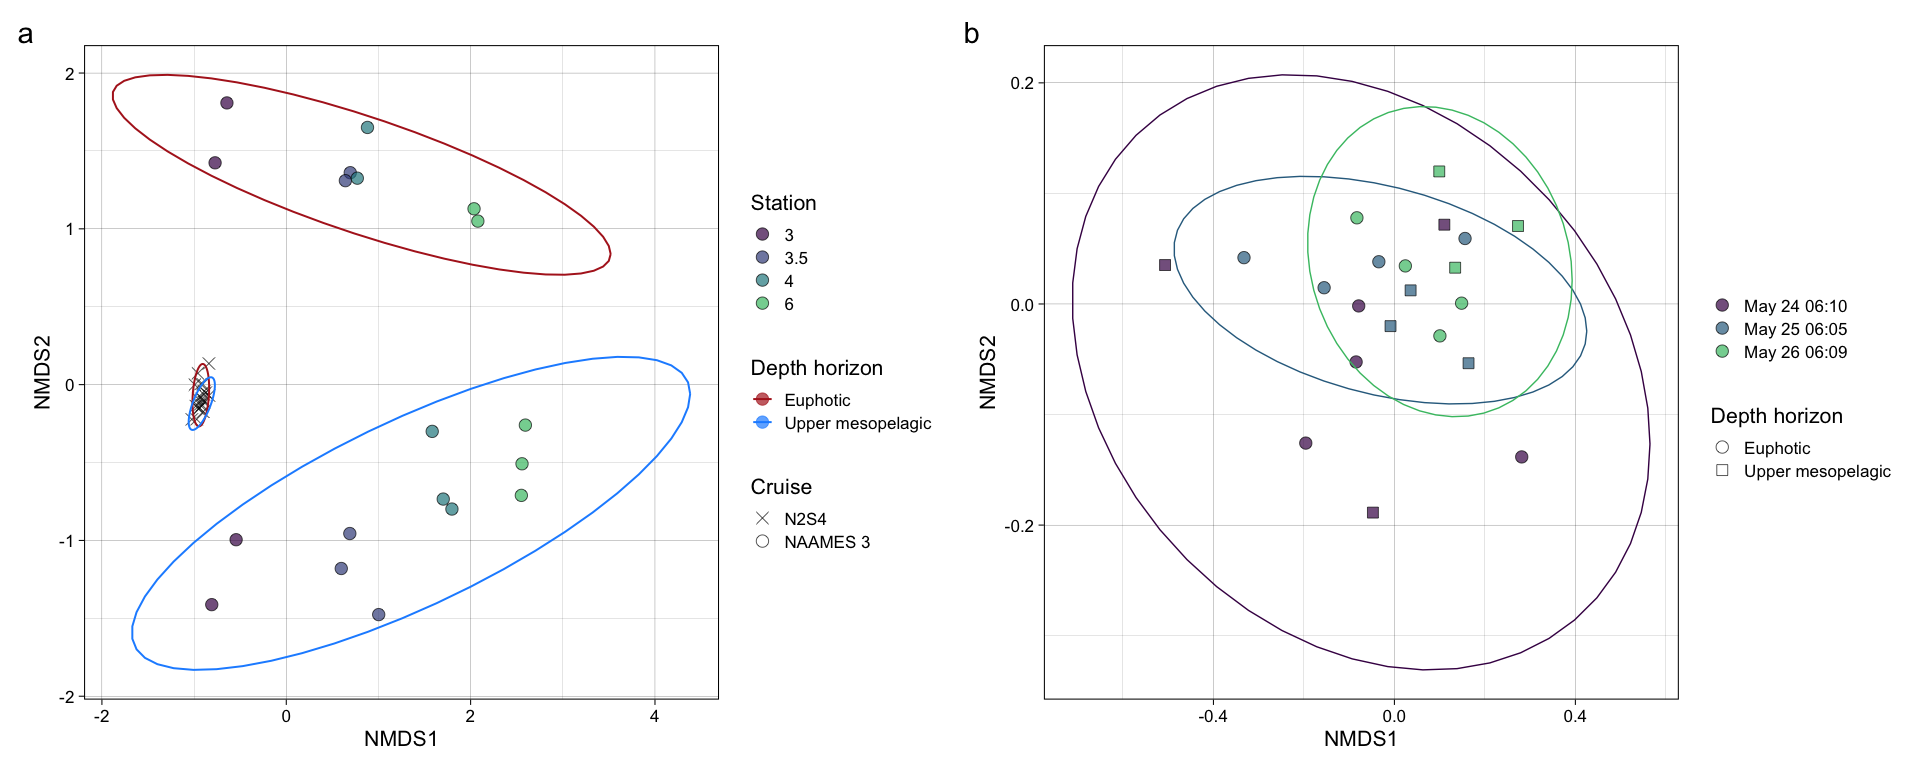 a
2
1
0
-1
-2
-2
0
2
4
NMDS1
NMDS2
Station
3
3.5
4
6
Depth horizon
Euphotic
Upper mesopelagic
Cruise
N2S4
NAAMES 3
b
0.2
0.0
-0.2
-0.4
0.0
0.4
NMDS1
NMDS2
May 24 06:10
May 25 06:05
May 26 06:09
Depth horizon
Euphotic
Upper mesopelagic